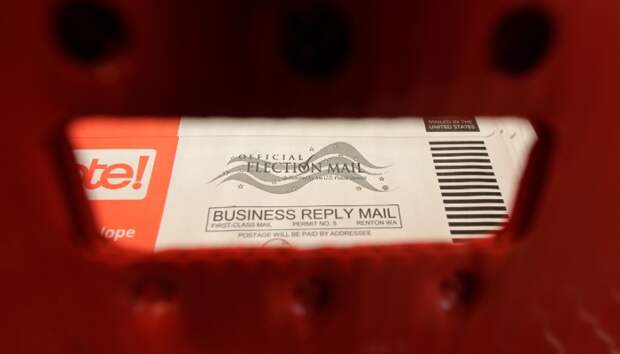 MAILED IN THE
UNITED STATES
ote!
lope
OFFICIAL
ELECTION MAIL
BUSINESS REPLY MAIL
FIRST-CLASS MAIL PERMIT NO. 5 RENTON WA
POSTAGE WILL BE PAID BY ADDRESSEE